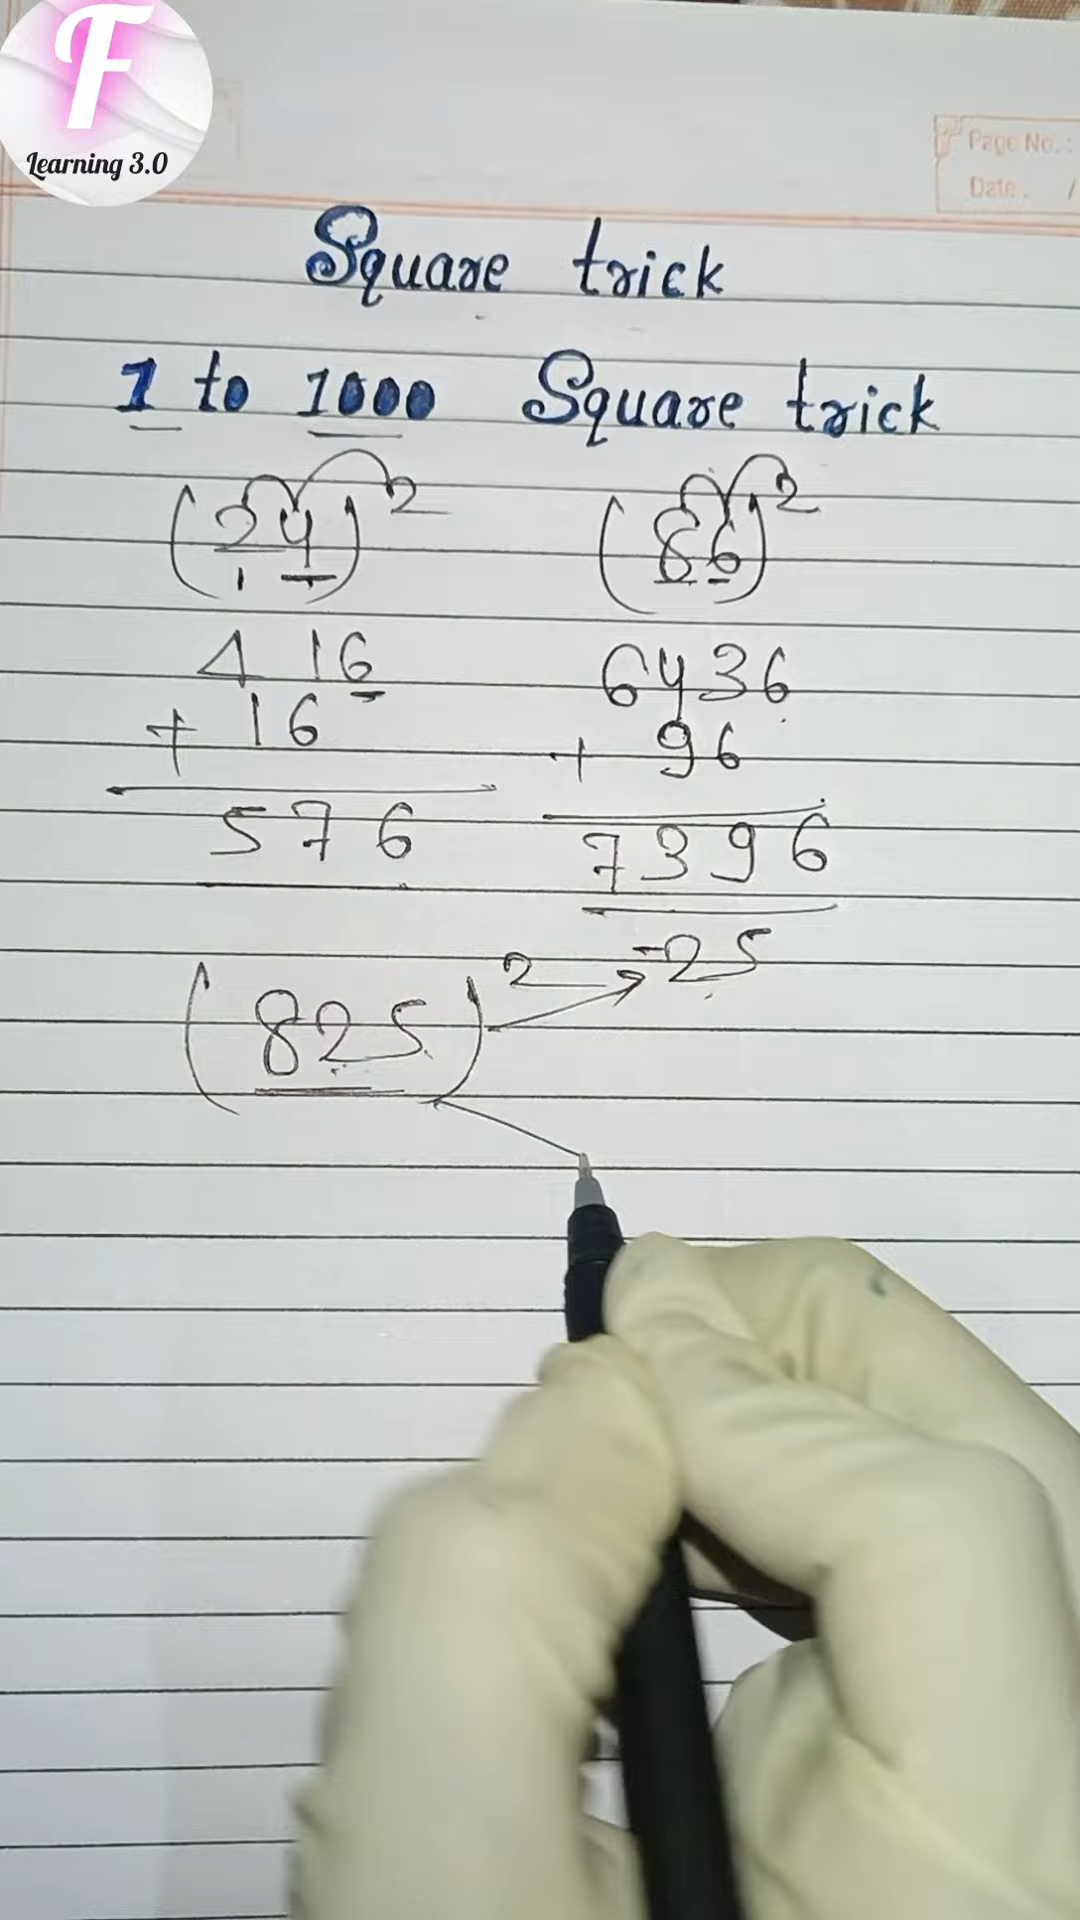 F
Learning 3.0
Page No.:
Date. /
Square trick
1 to 1000 Square trick
(24)² (86)²
4 16 6436
+ 16 + 96
576 7396
(825)² -25